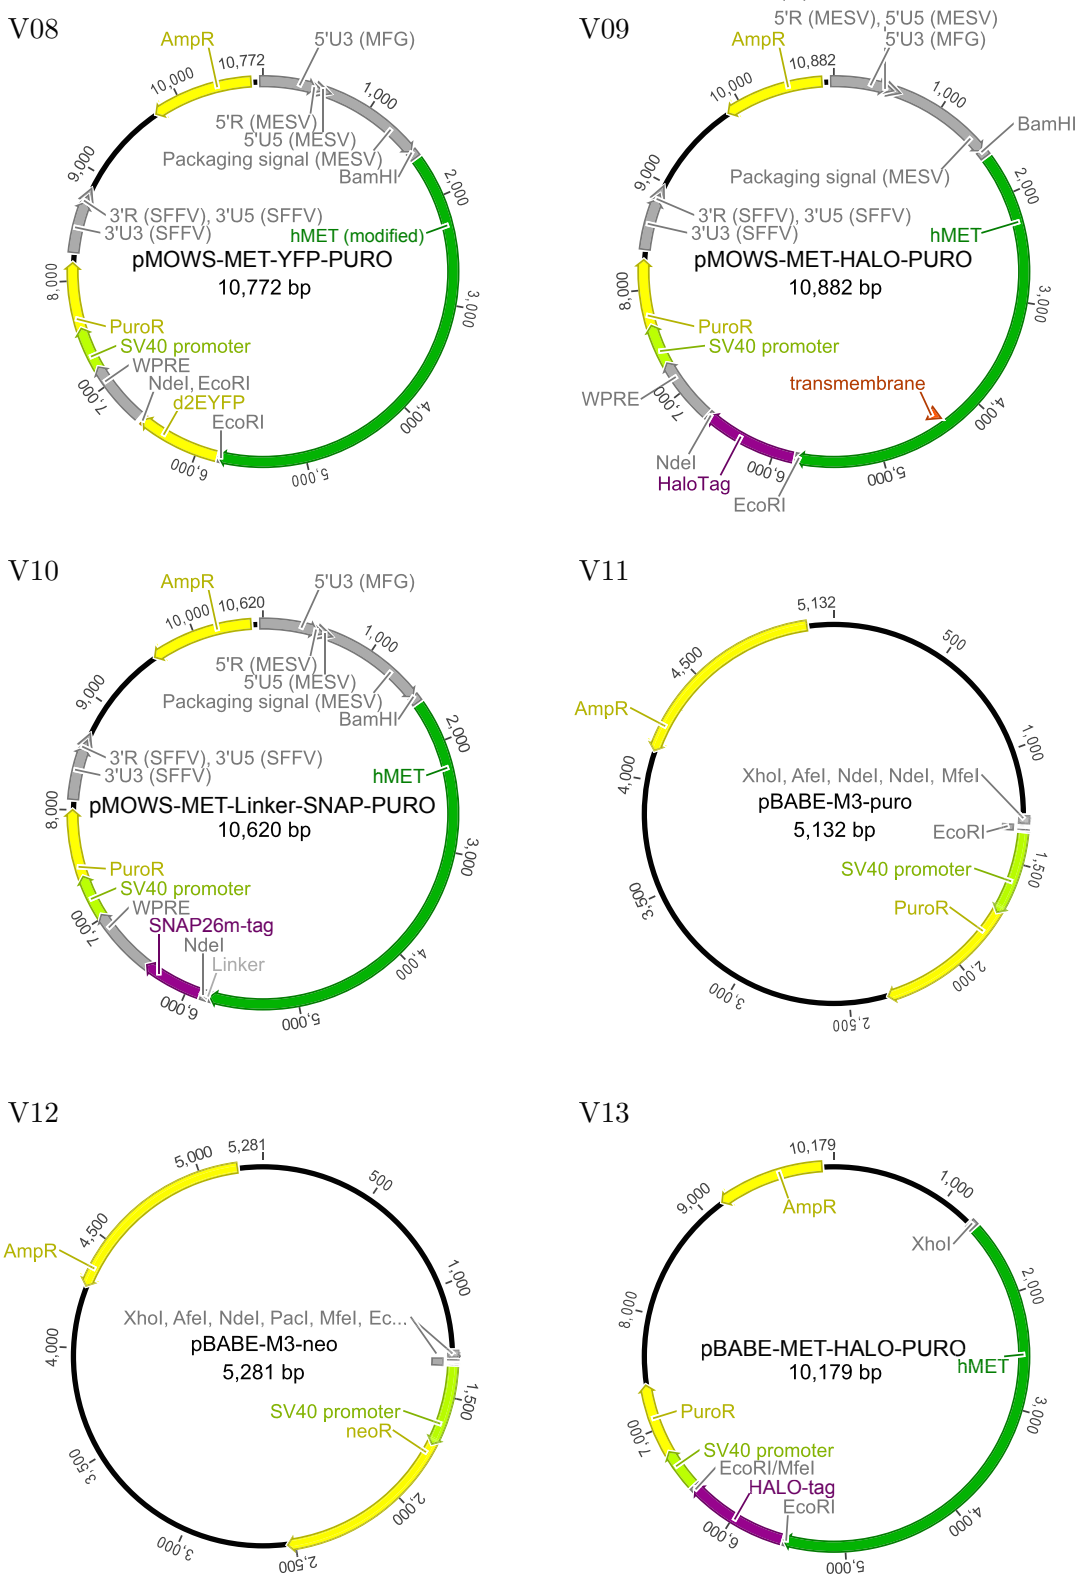 V08
AmpR
10,772
5'U3 (MFG)
10,000
1,000
5'R (MESV)
5'U5 (MESV)
Packaging signal (MESV)
BamHI
9,000
2,000
3'R (SFFV), 3'U5 (SFFV)
3'U3 (SFFV)
hMET (modified)
pMOWS-MET-YFP-PURO
10,772 bp
8,000
3,000
PuroR
SV40 promoter
WPRE
NdeI, EcoRI
7,000
d2EYFP
EcoRI
4,000
6,000
5,000
V09
5'R (MESV), 5'U5 (MESV)
AmpR
5'U3 (MFG)
10,882
10,000
1,000
BamHI
9,000
Packaging signal (MESV)
2,000
3'R (SFFV), 3'U5 (SFFV)
3'U3 (SFFV)
hMET
pMOWS-MET-HALO-PURO
10,882 bp
8,000
3,000
PuroR
SV40 promoter
transmembrane
WPRE
7,000
4,000
NdeI
HaloTag
6,000
EcoRI
5,000
V10
AmpR
10,620
5'U3 (MFG)
10,000
1,000
5'R (MESV)
5'U5 (MESV)
Packaging signal (MESV)
BamHI
9,000
2,000
3'R (SFFV), 3'U5 (SFFV)
3'U3 (SFFV)
hMET
pMOWS-MET-Linker-SNAP-PURO
10,620 bp
8,000
3,000
PuroR
SV40 promoter
WPRE
7,000
SNAP26m-tag
NdeI
Linker
4,000
6,000
5,000
V11
5,132
500
4,500
AmpR
1,000
4,000
XhoI, AfeI, NdeI, NdeI, MfeI
pBABE-M3-puro
5,132 bp
EcoRI
SV40 promoter
1,500
PuroR
3,500
2,000
3,000
2,500
V12
5,281
5,000
500
4,500
AmpR
1,000
XhoI, AfeI, NdeI, PacI, MfeI, Ec...
4,000
pBABE-M3-neo
5,281 bp
1,500
SV40 promoter
neoR
3,500
2,000
3,000
2,500
V13
10,179
9,000
1,000
AmpR
XhoI
2,000
8,000
pBABE-MET-HALO-PURO
hMET
10,179 bp
PuroR
3,000
7,000
SV40 promoter
EcoRI/MfeI
HALO-tag
EcoRI
6,000
4,000
5,000